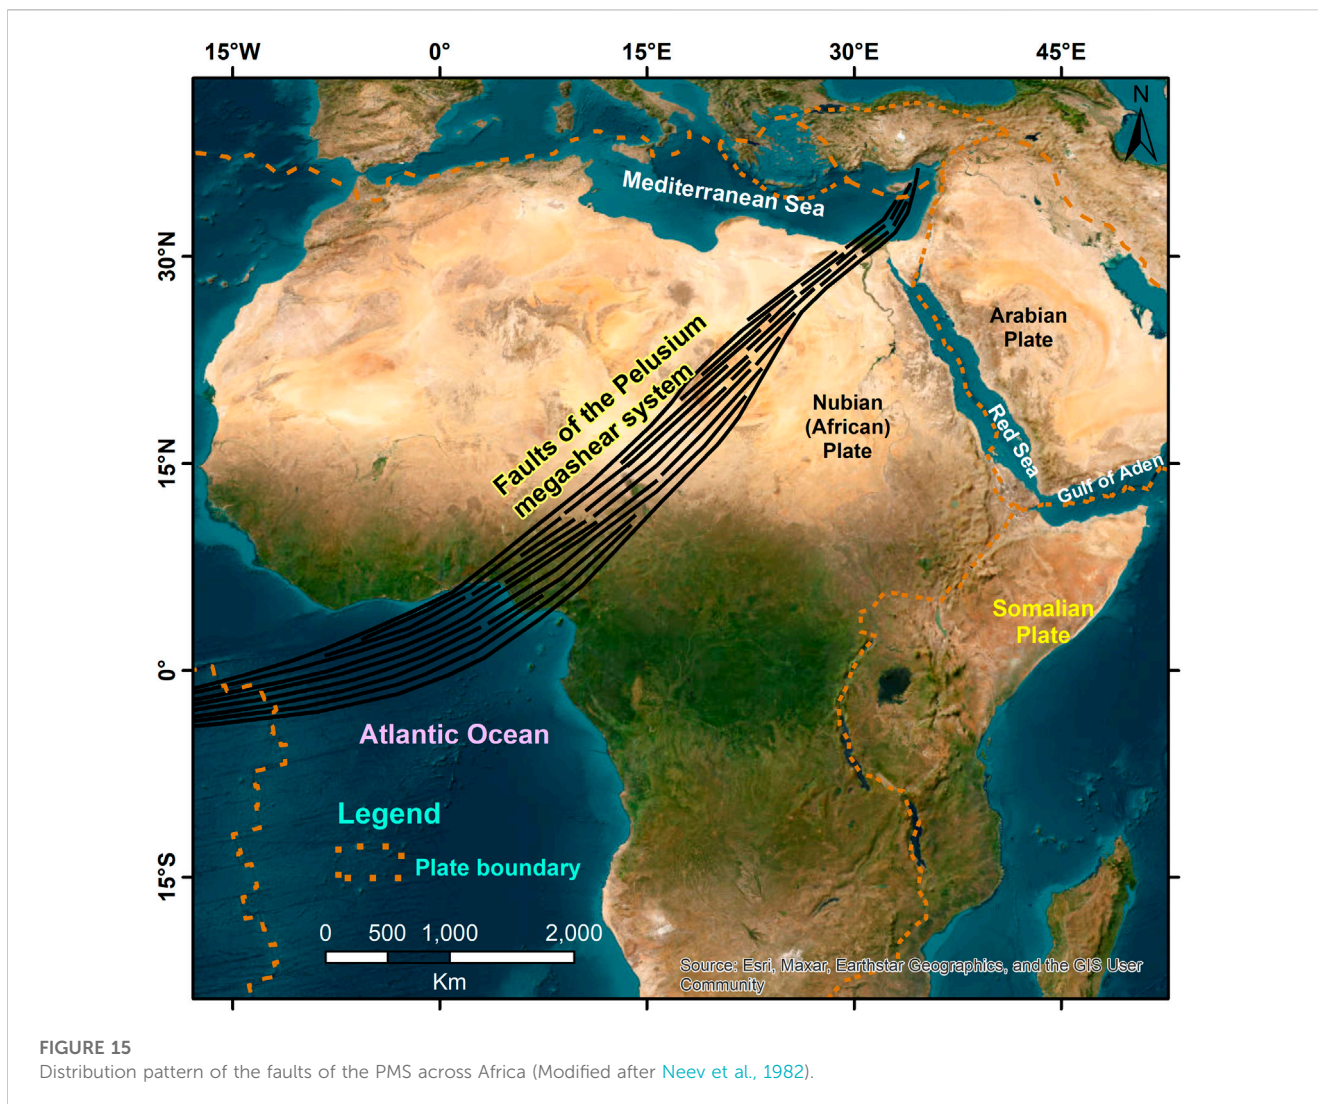 15°W 0° 15°E 30°E 45°E
N
Mediterranean Sea
30°N
Arabian
Plate
Faults of the Pelusium
megashear system
Nubian
(African)
Plate
Red Sea
15°N
Gulf of Aden
Somalian
Plate
0°
Atlantic Ocean
Legend
Plate boundary
15°S
0 500 1,000 2,000
Km
Source: Esri, Maxar, Earthstar Geographics, and the GIS User
Community
FIGURE 15
Distribution pattern of the faults of the PMS across Africa (Modified after Neev et al., 1982).